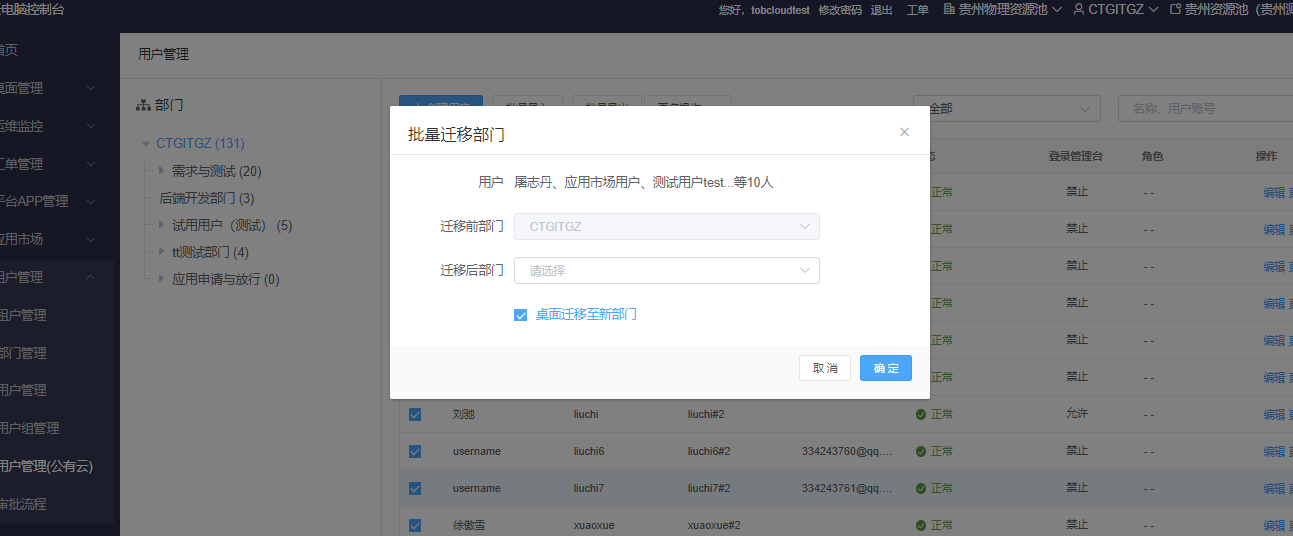 电脑控制台
您好，tobcloudtest 修改密码 退出 工单 贵州物理资源池 CTGITGZ 贵州资源池（贵州测
首页
桌面管理
运维监控
工单管理
平台APP管理
应用市场
用户管理
租户管理
部门管理
用户管理
用户组管理
用户管理(公有云)
审批流程
用户管理
部门
CTGITGZ (131)
需求与测试 (20)
后端开发部门 (3)
试用用户（测试） (5)
tt测试部门 (4)
应用申请与放行 (0)
全部
名称、用户账号
态 登录管理台 角色 操作
正常 禁止 -- 编辑
正常 禁止 -- 编辑
正常 禁止 -- 编辑
正常 禁止 -- 编辑
正常 禁止 -- 编辑
正常 禁止 -- 编辑
刘驰 liuchi liuchi#2 正常 允许 -- 编辑
username liuchi6 liuchi6#2 334243760@qq.... 正常 禁止 -- 编辑
username liuchi7 liuchi7#2 334243761@qq.... 正常 禁止 -- 编辑
徐傲雪 xuaoxue xuaoxue#2 正常 禁止 -- 编辑
批量迁移部门
用户 屠志丹、应用市场用户、测试用户test...等10人
迁移前部门 CTGITGZ
迁移后部门 请选择
桌面迁移至新部门
取消 确定